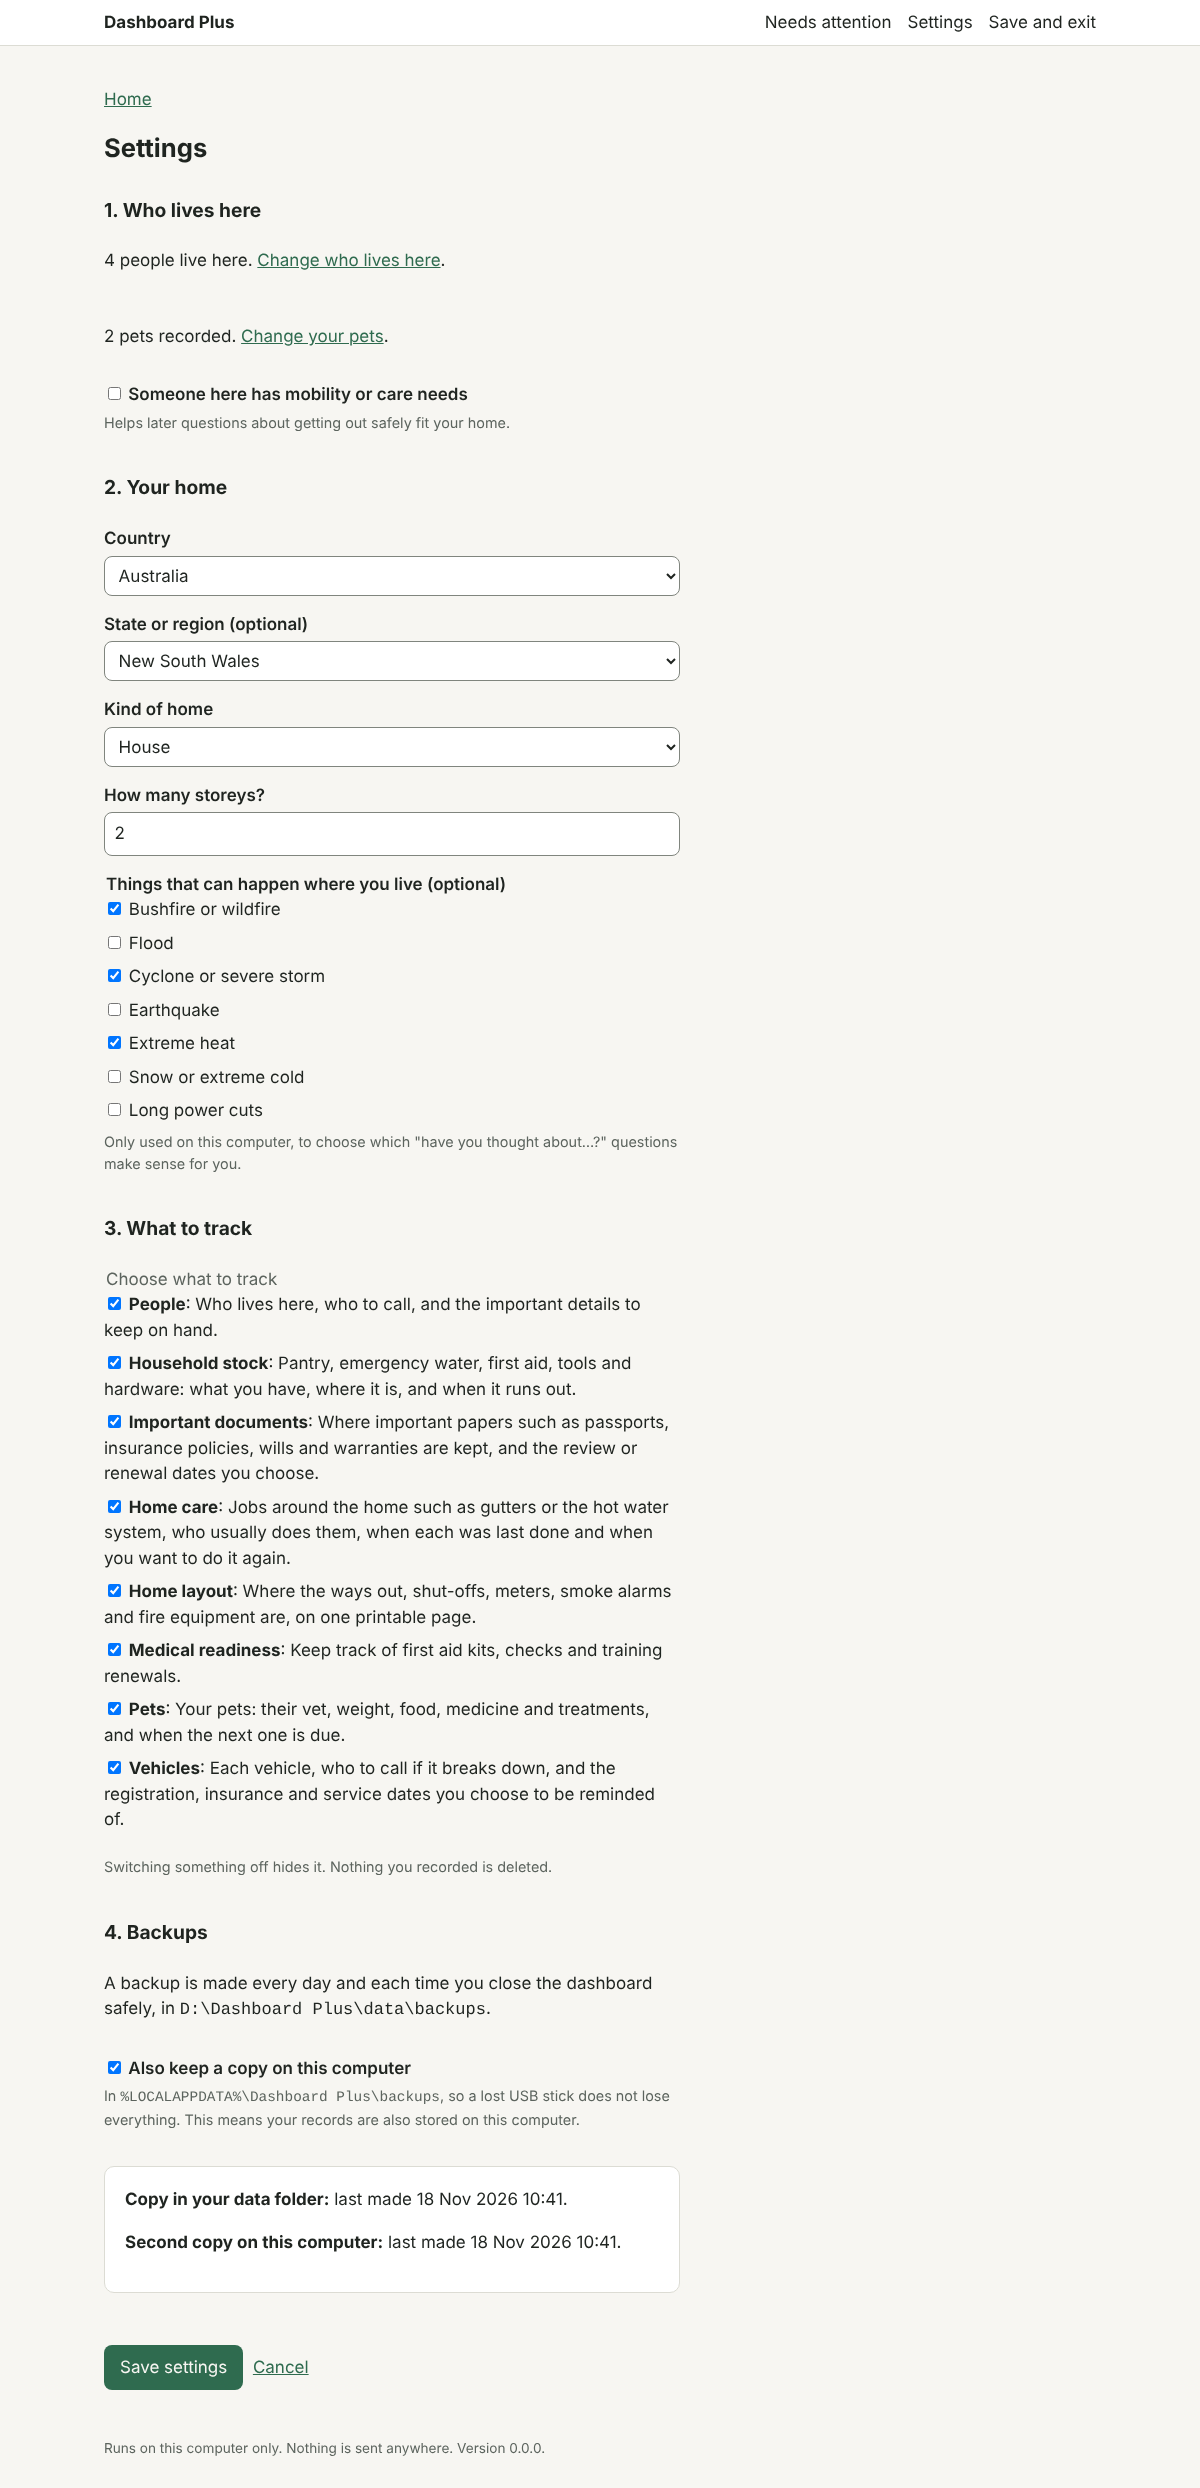 Dashboard Plus
Needs attention Settings Save and exit
Home
Settings
1. Who lives here
4 people live here. Change who lives here.
2 pets recorded. Change your pets.
Someone here has mobility or care needs
Helps later questions about getting out safely fit your home.
2. Your home
Country
Australia
State or region (optional)
New South Wales
Kind of home
House
How many storeys?
2
Things that can happen where you live (optional)
Bushfire or wildfire
Flood
Cyclone or severe storm
Earthquake
Extreme heat
Snow or extreme cold
Long power cuts
Only used on this computer, to choose which "have you thought about...?" questions
make sense for you.
3. What to track
Choose what to track
People: Who lives here, who to call, and the important details to
keep on hand.
Household stock: Pantry, emergency water, first aid, tools and
hardware: what you have, where it is, and when it runs out.
Important documents: Where important papers such as passports,
insurance policies, wills and warranties are kept, and the review or
renewal dates you choose.
Home care: Jobs around the home such as gutters or the hot water
system, who usually does them, when each was last done and when
you want to do it again.
Home layout: Where the ways out, shut-offs, meters, smoke alarms
and fire equipment are, on one printable page.
Medical readiness: Keep track of first aid kits, checks and training
renewals.
Pets: Your pets: their vet, weight, food, medicine and treatments,
and when the next one is due.
Vehicles: Each vehicle, who to call if it breaks down, and the
registration, insurance and service dates you choose to be reminded
of.
Switching something off hides it. Nothing you recorded is deleted.
4. Backups
A backup is made every day and each time you close the dashboard
safely, in D:\Dashboard Plus\data\backups.
Also keep a copy on this computer
In %LOCALAPPDATA%\Dashboard Plus\backups, so a lost USB stick does not lose
everything. This means your records are also stored on this computer.
Copy in your data folder: last made 18 Nov 2026 10:41.
Second copy on this computer: last made 18 Nov 2026 10:41.
Save settings Cancel
Runs on this computer only. Nothing is sent anywhere. Version 0.0.0.